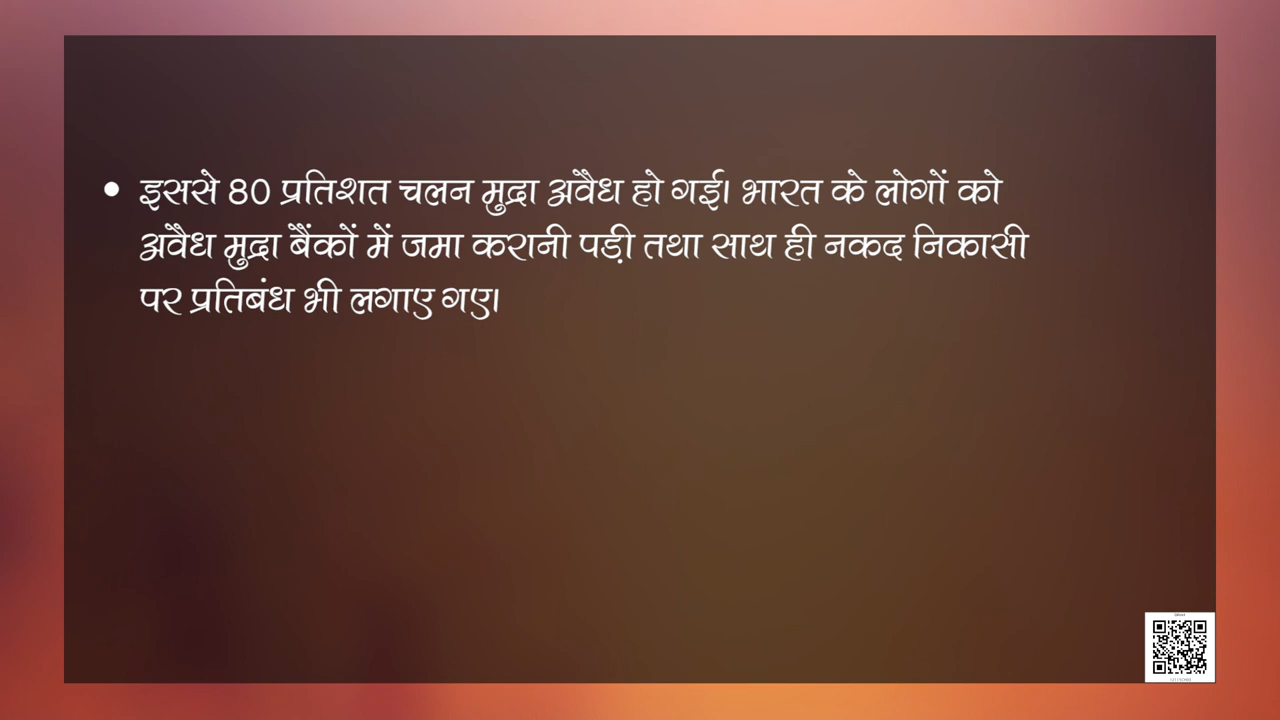 • इससे 80 प्रतिशत चलन मुद्रा अवैध हो गई। भारत के लोगों को
अवैध मुद्रा बैंकों में जमा करानी पड़ी तथा साथ ही नकद निकासी
पर प्रतिबंध भी लगाए गए।